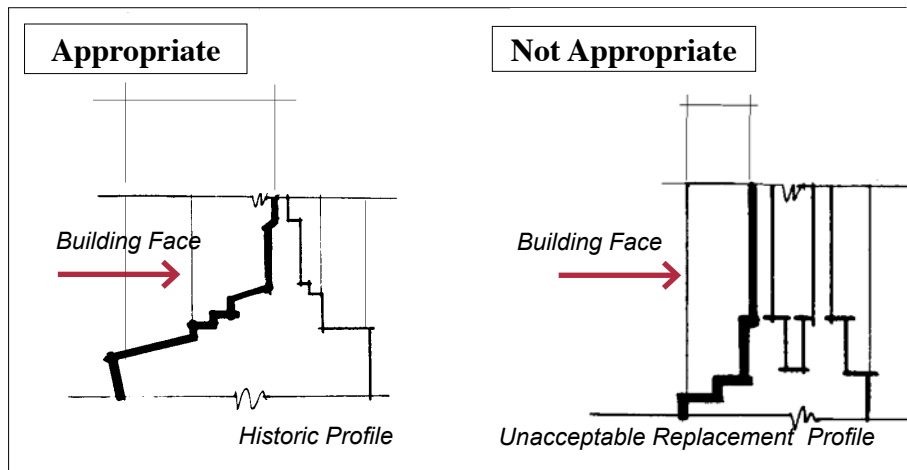 Appropriate
Not Appropriate
Building Face
Building Face
Historic Profile
Unacceptable Replacement Profile